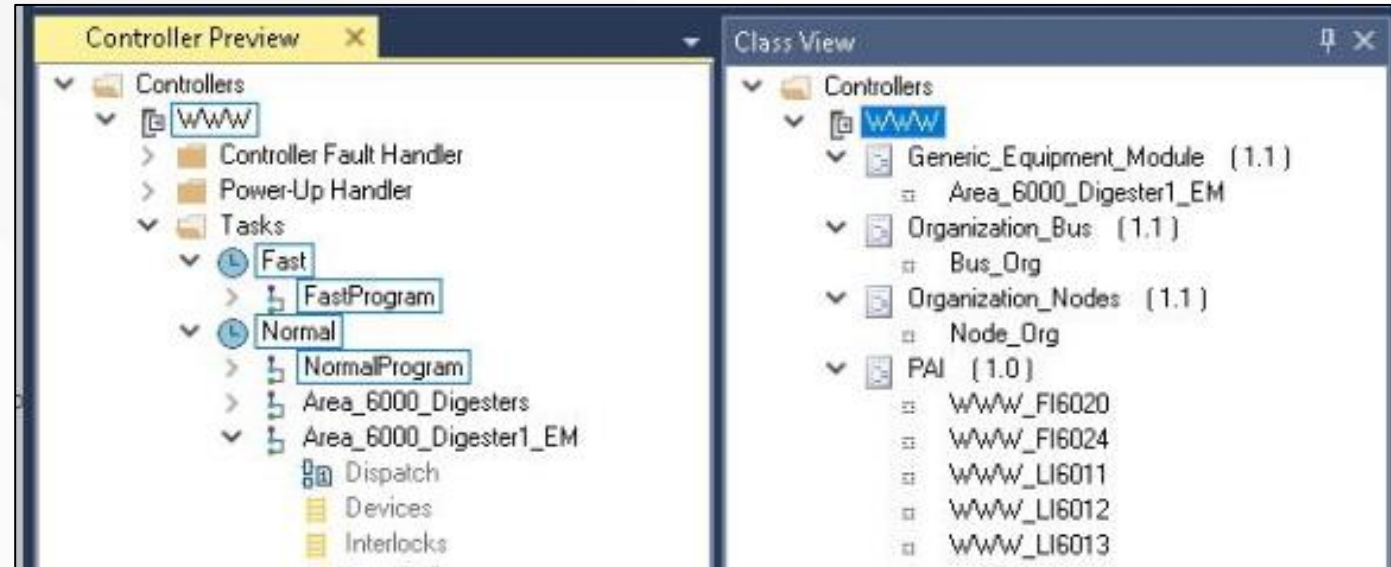 Controller Preview
Controllers
WWW
Controller Fault Handler
Power-Up Handler
Tasks
Fast
FastProgram
Normal
NormalProgram
Area_6000_Digesters
Area_6000_Digester1_EM
Dispatch
Devices
Interlocks
Class View
Controllers
WWW
Generic_Equipment_Module (1.1)
Area_6000_Digester1_EM
Organization_Bus (1.1)
Bus_Org
Organization_Nodes (1.1)
Node_Org
PAI (1.0)
WWW_FI6020
WWW_FI6024
WWW_LI6011
WWW_LI6012
WWW_LI6013